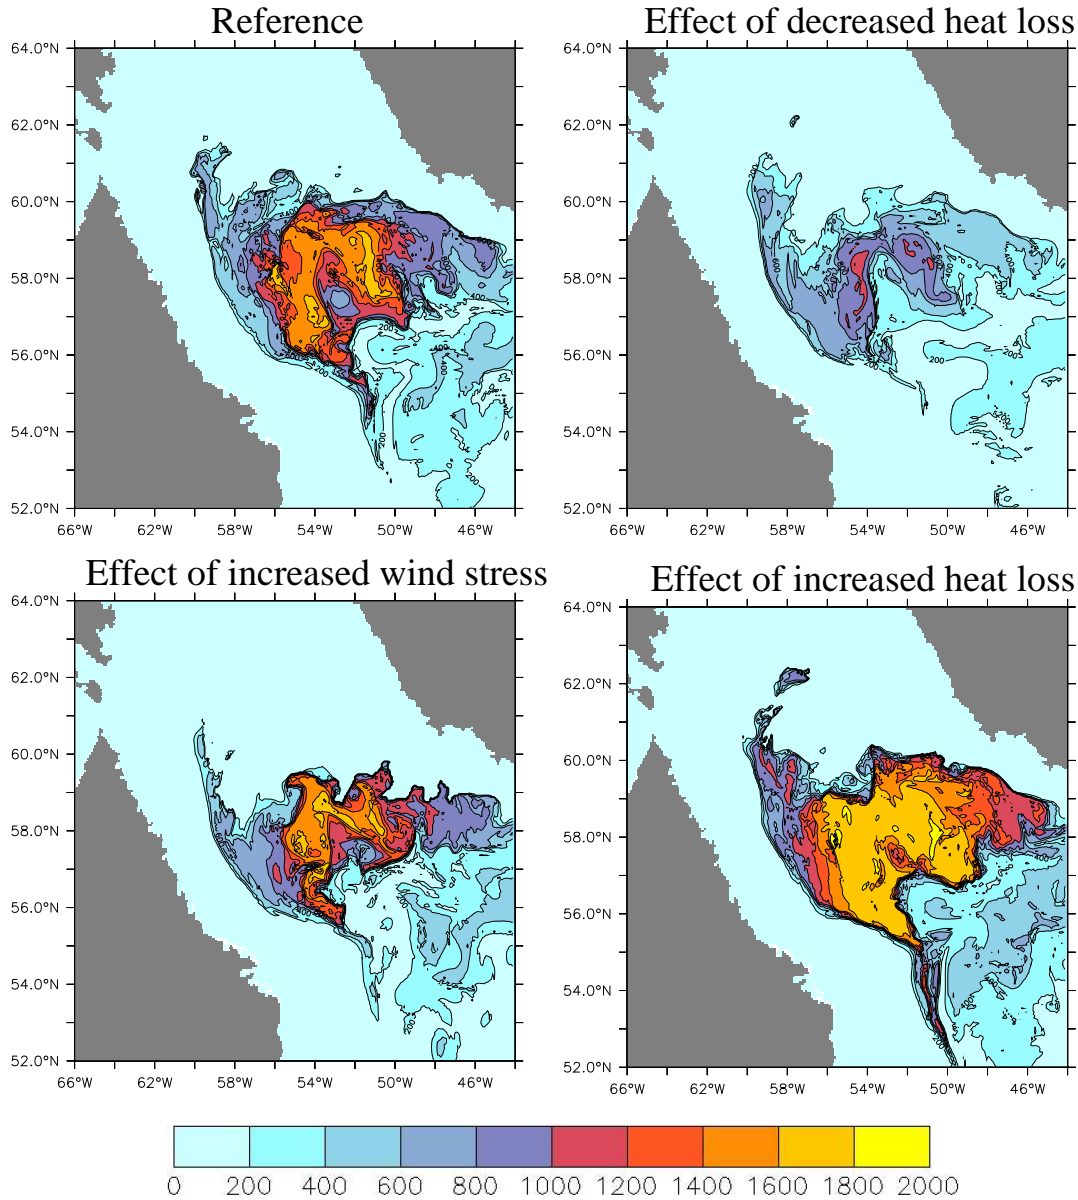 Reference
Effect of decreased heat loss
64.0°N
62.0°N
60.0°N
58.0°N
56.0°N
54.0°N
52.0°N
66°W 62°W 58°W 54°W 50°W 46°W
66°W 62°W 58°W 54°W 50°W 46°W
Effect of increased wind stress
Effect of increased heat loss
64.0°N
62.0°N
60.0°N
58.0°N
56.0°N
54.0°N
52.0°N
64.0°N
62.0°N
60.0°N
58.0°N
56.0°N
54.0°N
52.0°N
64.0°N
62.0°N
60.0°N
58.0°N
56.0°N
54.0°N
52.0°N
66°W 62°W 58°W 54°W 50°W 46°W
66°W 62°W 58°W 54°W 50°W 46°W
0 200 400 600 800 1000 1200 1400 1600 1800 2000